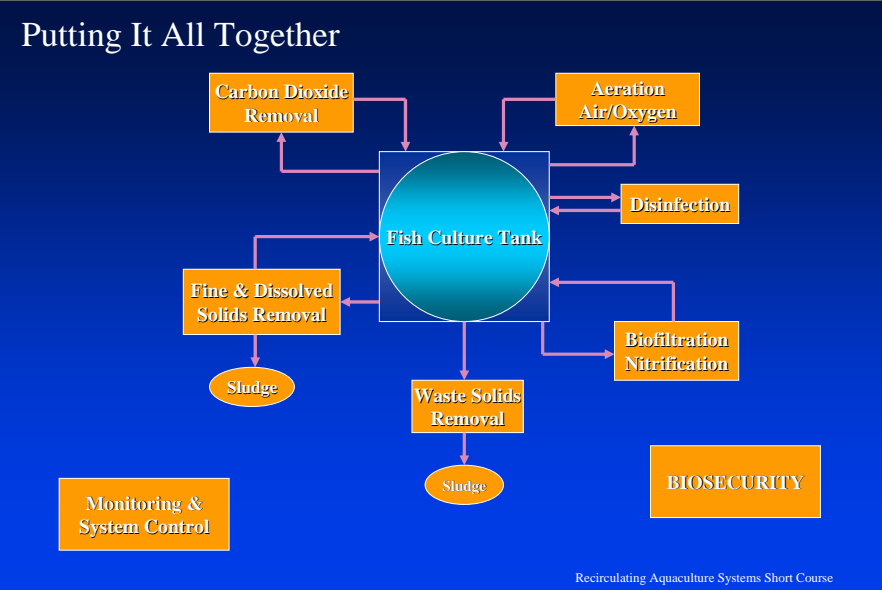 Putting It All Together
Carbon Dioxide
Removal
Aeration
Air/Oxygen
Disinfection
Fish Culture Tank
Fine & Dissolved
Solids Removal
Biofiltration
Nitrification
Sludge
Waste Solids
Removal
BIOSECURITY
Sludge
Monitoring &
System Control
Recirculating Aquaculture Systems Short Course